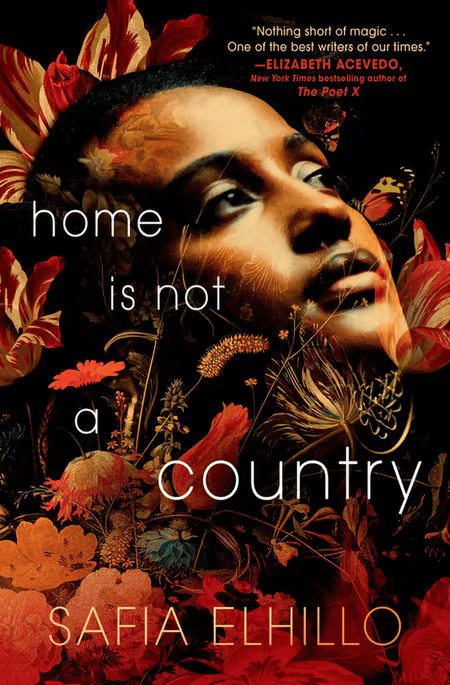 "Nothing short of magic . . .
One of the best writers of our times."
—ELIZABETH ACEVEDO,
New York Times bestselling author of
The Poet X
home
is not
a
country
SAFIA ELHILLO